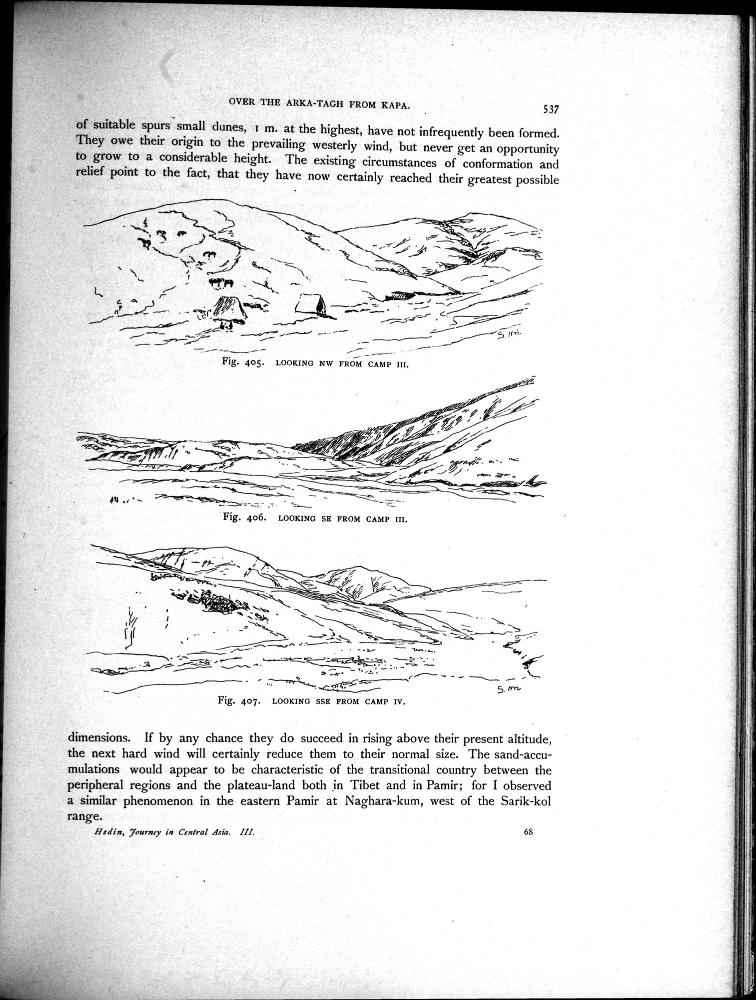 OVER THE ARKA-TAGH FROM KAPA.
537
of suitable spurs small dunes, 1 m. at the highest, have not infrequently been formed.
They owe their origin to the prevailing westerly wind, but never get an opportunity
to grow to a considerable height. The existing circumstances of conformation and
relief point to the fact, that they have now certainly reached their greatest possible
Fig. 405. LOOKING NW FROM CAMP III.
Fig. 406. LOOKING SE FROM CAMP III.
Fig. 407. LOOKING SSE FROM CAMP IV.
dimensions. If by any chance they do succeed in rising above their present altitude,
the next hard wind will certainly reduce them to their normal size. The sand-accu-
mulations would appear to be characteristic of the transitional country between the
peripheral regions and the plateau-land both in Tibet and in Pamir; for I observed
a similar phenomenon in the eastern Pamir at Naghara-kum, west of the Sarik-kol
range.
Hedin, Journey in Central Asia. III.
68